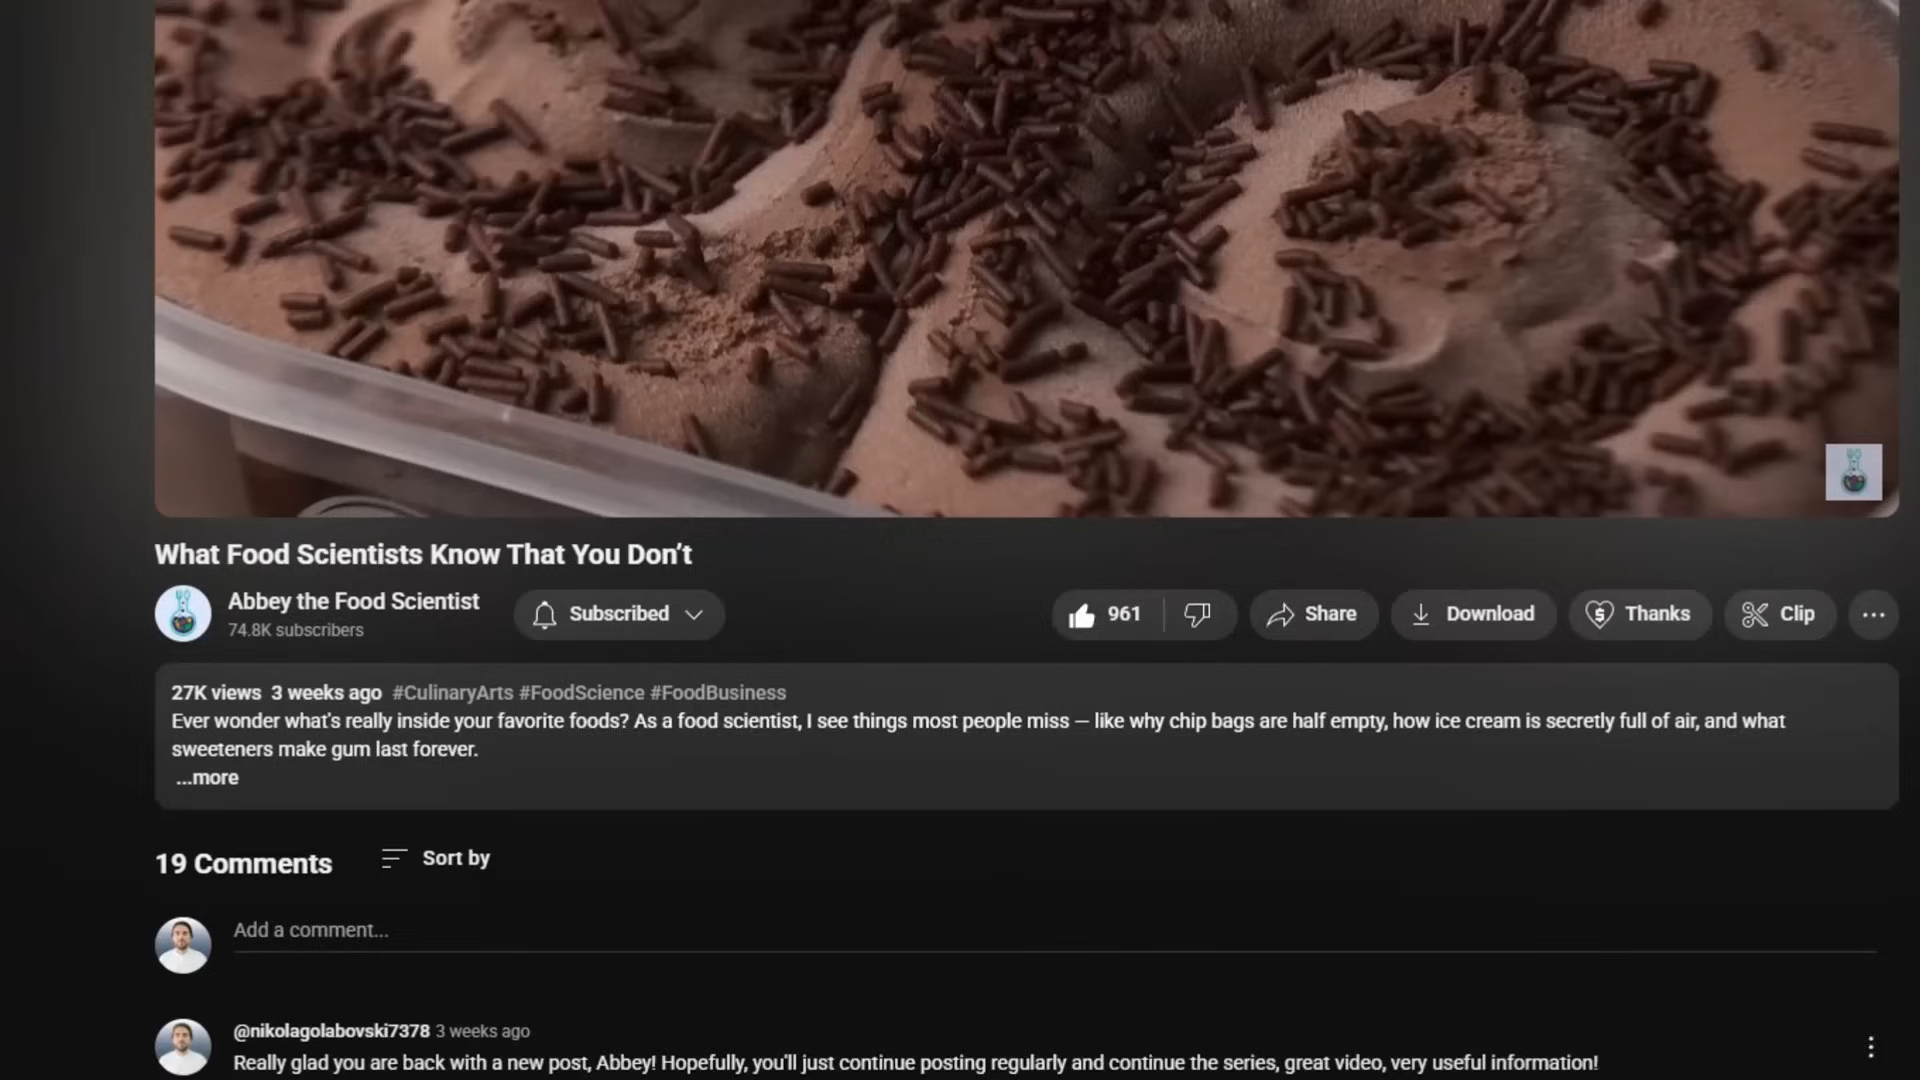 What Food Scientists Know That You Don't
Abbey the Food Scientist
74.8K subscribers
Subscribed
961
Share
Download
Thanks
Clip
27K views 3 weeks ago #CulinaryArts #FoodScience #FoodBusiness
Ever wonder what's really inside your favorite foods? As a food scientist, I see things most people miss — like why chip bags are half empty, how ice cream is secretly full of air, and what
sweeteners make gum last forever.
...more
19 Comments
Sort by
Add a comment...
@nikolagolabovski7378 3 weeks ago
Really glad you are back with a new post, Abbey! Hopefully, you'll just continue posting regularly and continue the series, great video, very useful information!